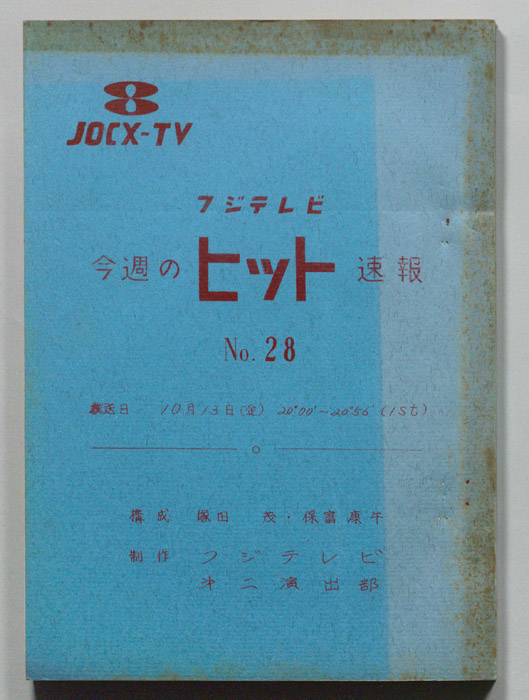 JOCX-TV
フジテレビ
今週の ヒット 速報
No. 28
放送日 10月13日(金) 20°00'~20°56' (1St)
構成 塚田 茂・保富康午
制作 フジテレビ
第二演出部